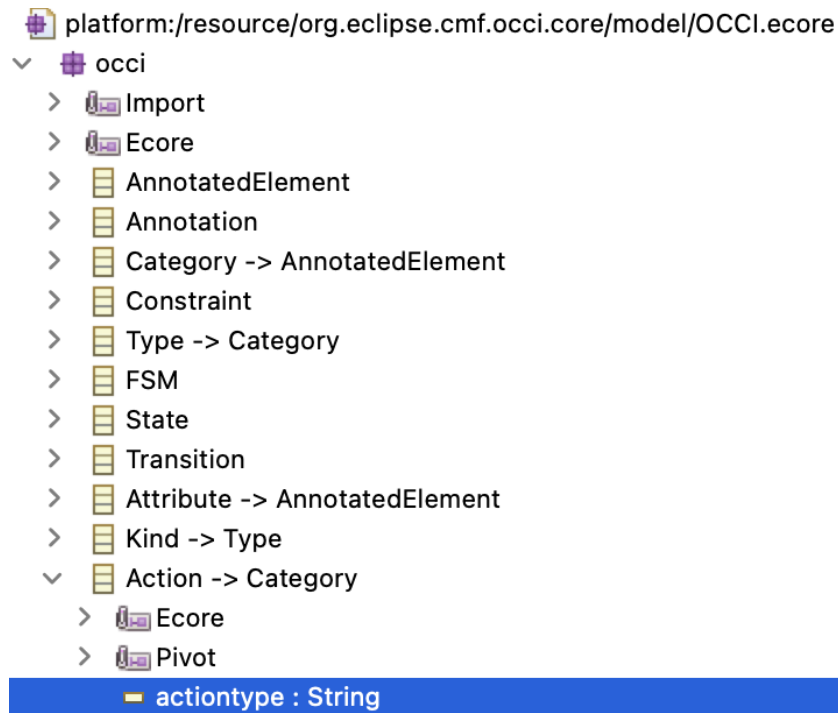 platform:/resource/org.eclipse.cmf.occi.core/model/OCCI.ecore
occi
Import
Ecore
AnnotatedElement
Annotation
Category -> AnnotatedElement
Constraint
Type -> Category
FSM
State
Transition
Attribute -> AnnotatedElement
Kind -> Type
Action -> Category
Ecore
Pivot
actiontype : String